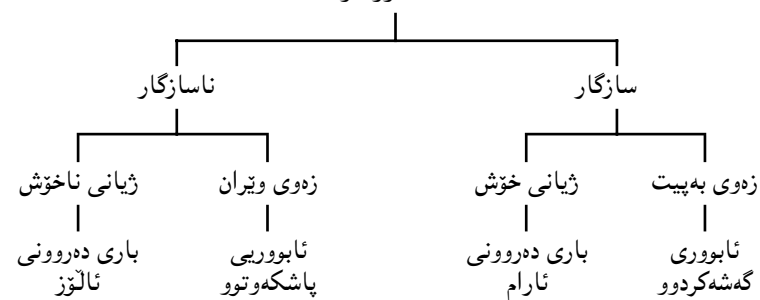 سازگار
ناسازگار
زەوی بەپیت
ژیانی خۆش
زەوی وێران
ژیانی ناخۆش
ئابووری
گەشەکردوو
باری دەروونی
ئارام
ئابووریی
پاشکەوتوو
باری دەروونی
ئاڵۆز